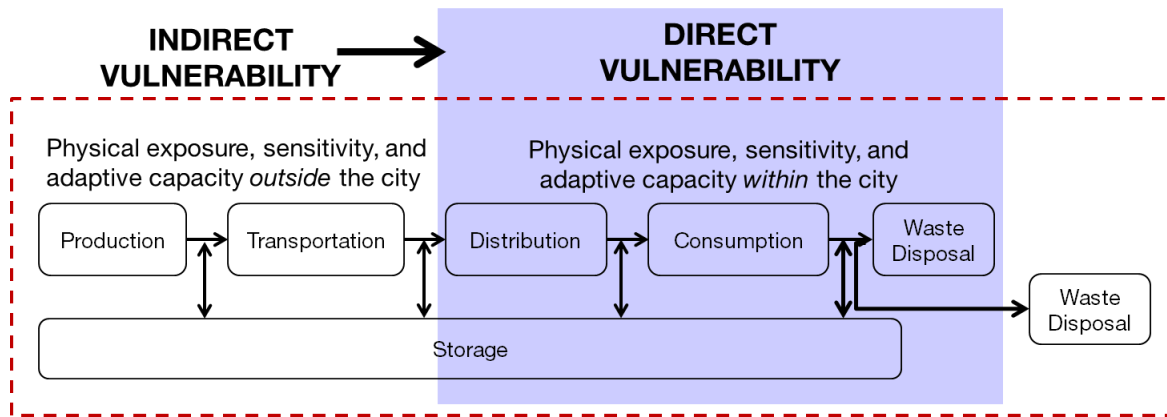 INDIRECT
VULNERABILITY
DIRECT
VULNERABILITY
Physical exposure, sensitivity, and
adaptive capacity outside the city
Physical exposure, sensitivity, and
adaptive capacity within the city
Production
Transportation
Distribution
Consumption
Waste
Disposal
Waste
Disposal
Storage